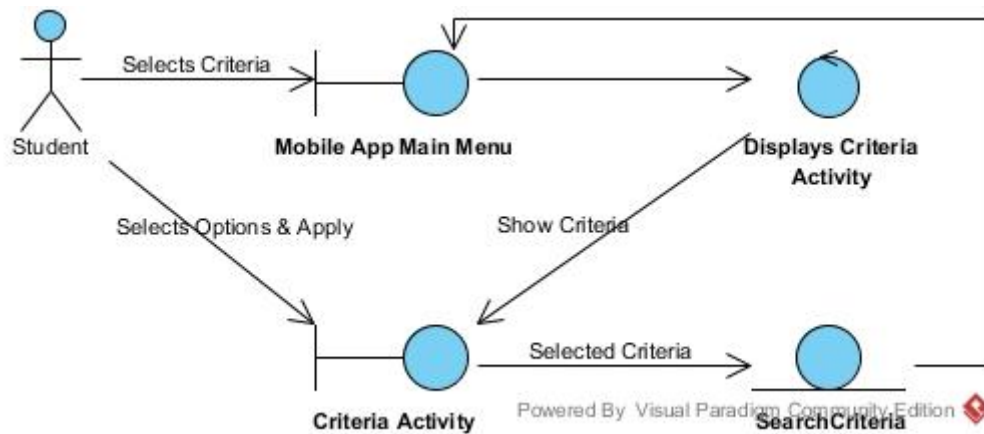 Selects Criteria
Student
Mobile App Main Menu
Displays Criteria
Activity
Selects Options & Apply
Show Criteria
Selected Criteria
Criteria Activity
Powered By Visual Paradigm Community Edition
SearchCriteria